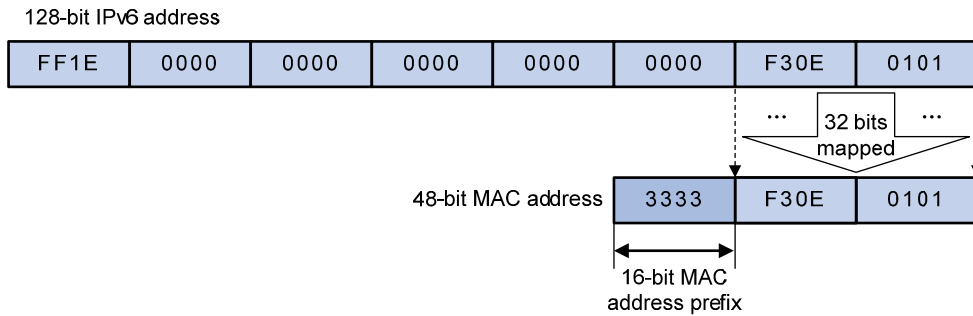 128-bit IPv6 address
FF1E 0000 0000 0000 0000 0000 F30E 0101
... 32 bits ...
mapped
48-bit MAC address 3333 F30E 0101
16-bit MAC
address prefix